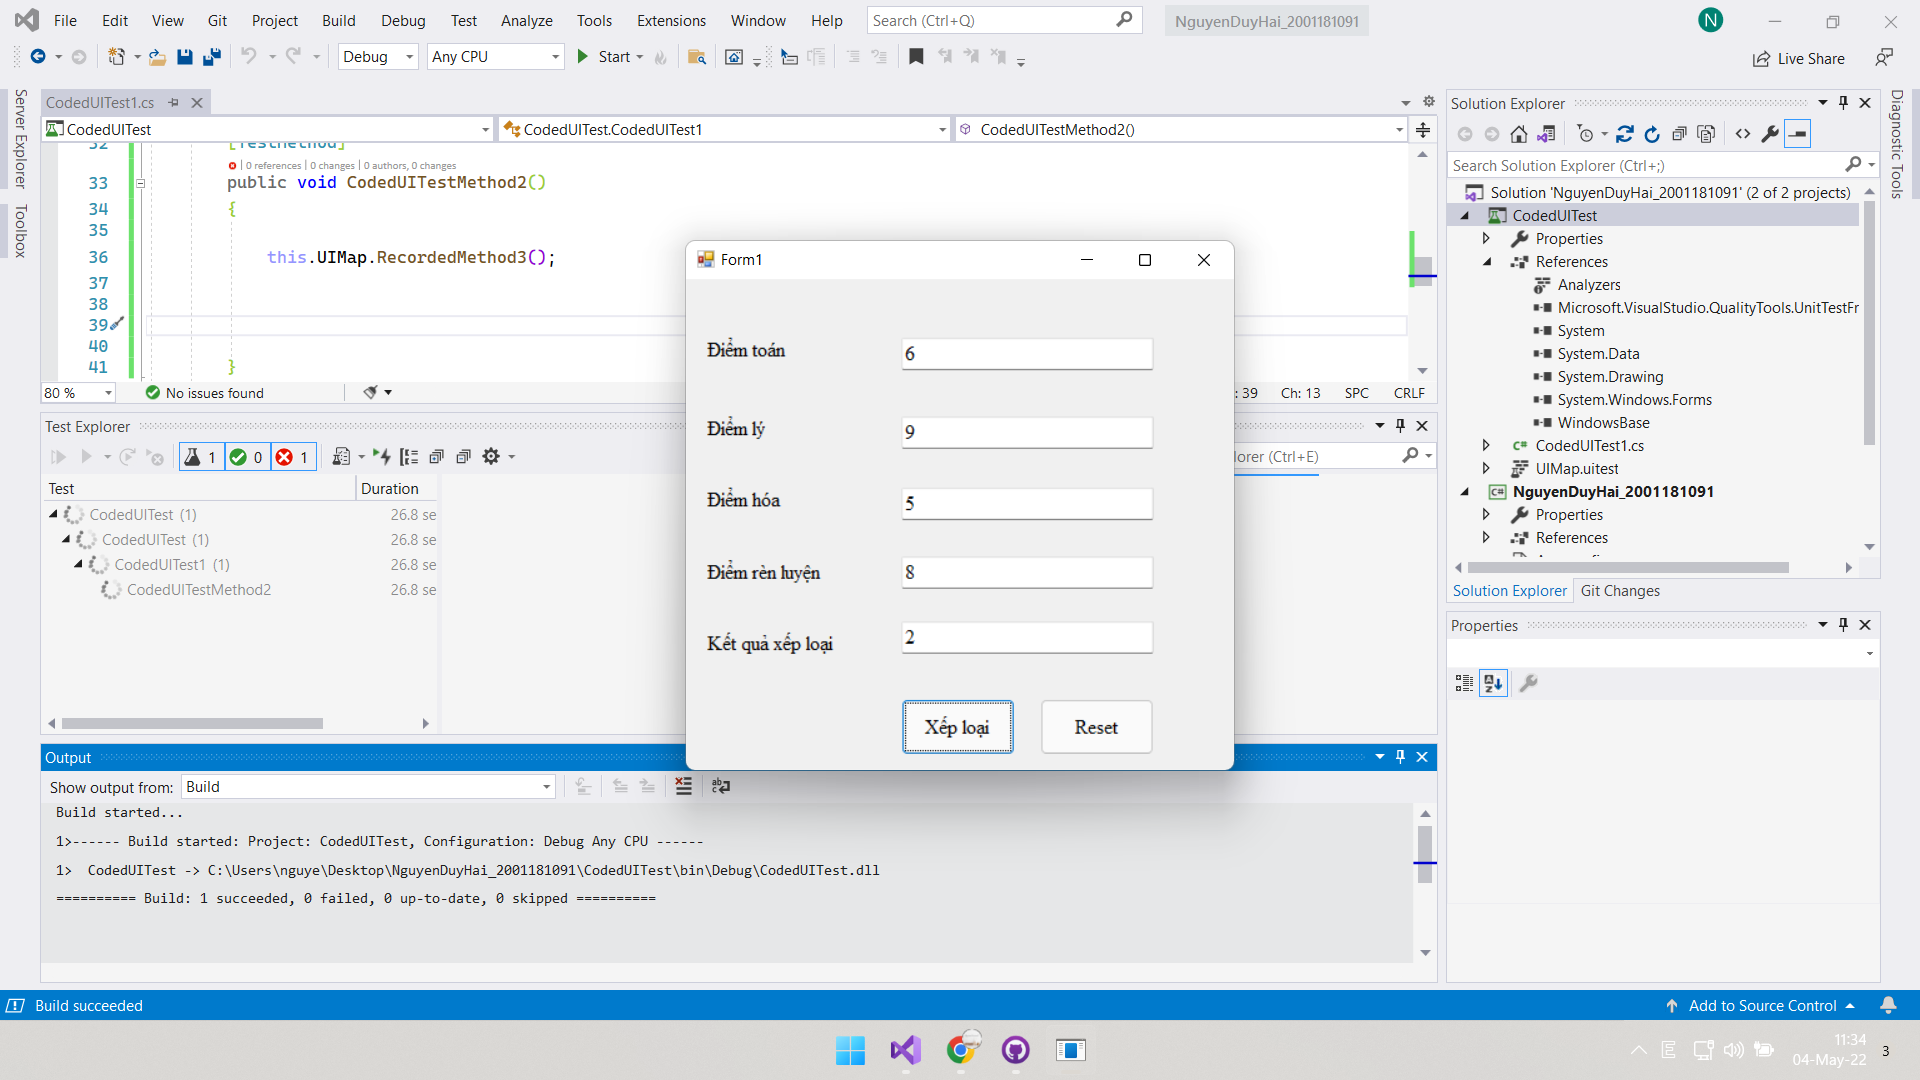 File Edit View Git Project Build Debug Test Analyze Tools Extensions Window Help Search (Ctrl+Q) NguyenDuyHai_2001181091 N
Debug Any CPU Start Live Share
Server Explorer
Toolbox
CodedUITest1.cs
CodedUITest CodedUITest.CodedUITest1 CodedUITestMethod2()
32 [TestMethod]
0 references | 0 changes | 0 authors, 0 changes
33 public void CodedUITestMethod2()
34 {
35
36 this.UIMap.RecordedMethod3();
37
38
39
40
41 }
80 % No issues found : 39 Ch: 13 SPC CRLF
Test Explorer
1 0 1 lorer (Ctrl+E)
Test Duration
CodedUITest (1) 26.8 se
CodedUITest (1) 26.8 se
CodedUITest1 (1) 26.8 se
CodedUITestMethod2 26.8 se
Form1
Điểm toán 6
Điểm lý 9
Điểm hóa 5
Điểm rèn luyện 8
Kết quả xếp loại 2
Xếp loại Reset
Output
Show output from: Build
Build started...
1>------ Build started: Project: CodedUITest, Configuration: Debug Any CPU ------
1> CodedUITest -> C:\Users\nguye\Desktop\NguyenDuyHai_2001181091\CodedUITest\bin\Debug\CodedUITest.dll
========== Build: 1 succeeded, 0 failed, 0 up-to-date, 0 skipped ==========
Solution Explorer
Search Solution Explorer (Ctrl+;)
Solution 'NguyenDuyHai_2001181091' (2 of 2 projects)
CodedUITest
Properties
References
Analyzers
Microsoft.VisualStudio.QualityTools.UnitTestFr
System
System.Data
System.Drawing
System.Windows.Forms
WindowsBase
CodedUITest1.cs
UIMap.uitest
NguyenDuyHai_2001181091
Properties
References
Solution Explorer Git Changes
Properties
Diagnostic Tools
Build succeeded Add to Source Control
11:34
04-May-22 3